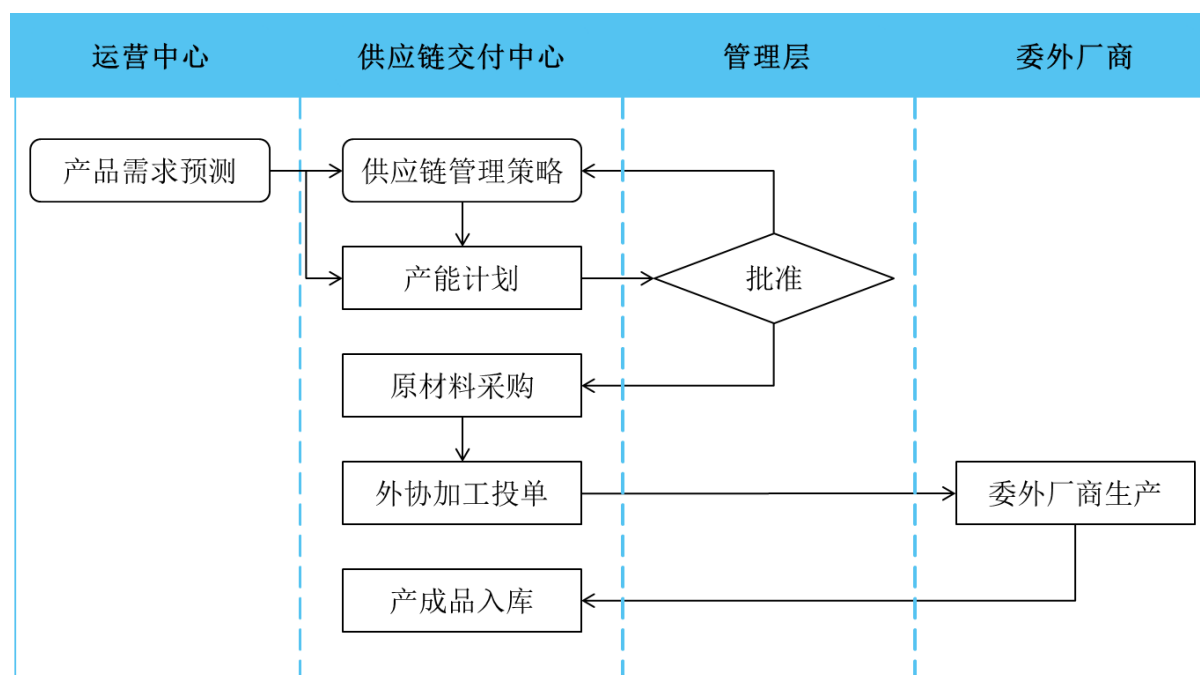 运营中心
供应链交付中心
管理层
委外厂商
产品需求预测
供应链管理策略
产能计划
批准
原材料采购
外协加工投单
委外厂商生产
产成品入库